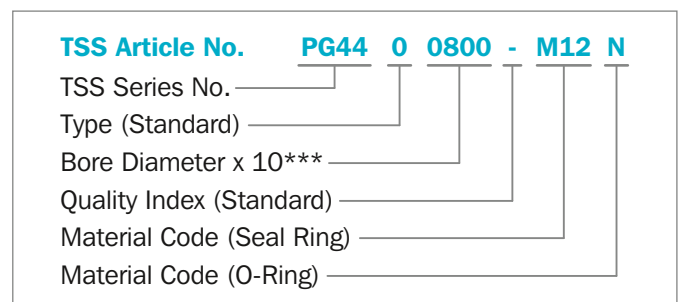 TSS Article No. PG44 0 0800 - M12 N
TSS Series No.
Type (Standard)
Bore Diameter x 10***
Quality Index (Standard)
Material Code (Seal Ring)
Material Code (O-Ring)